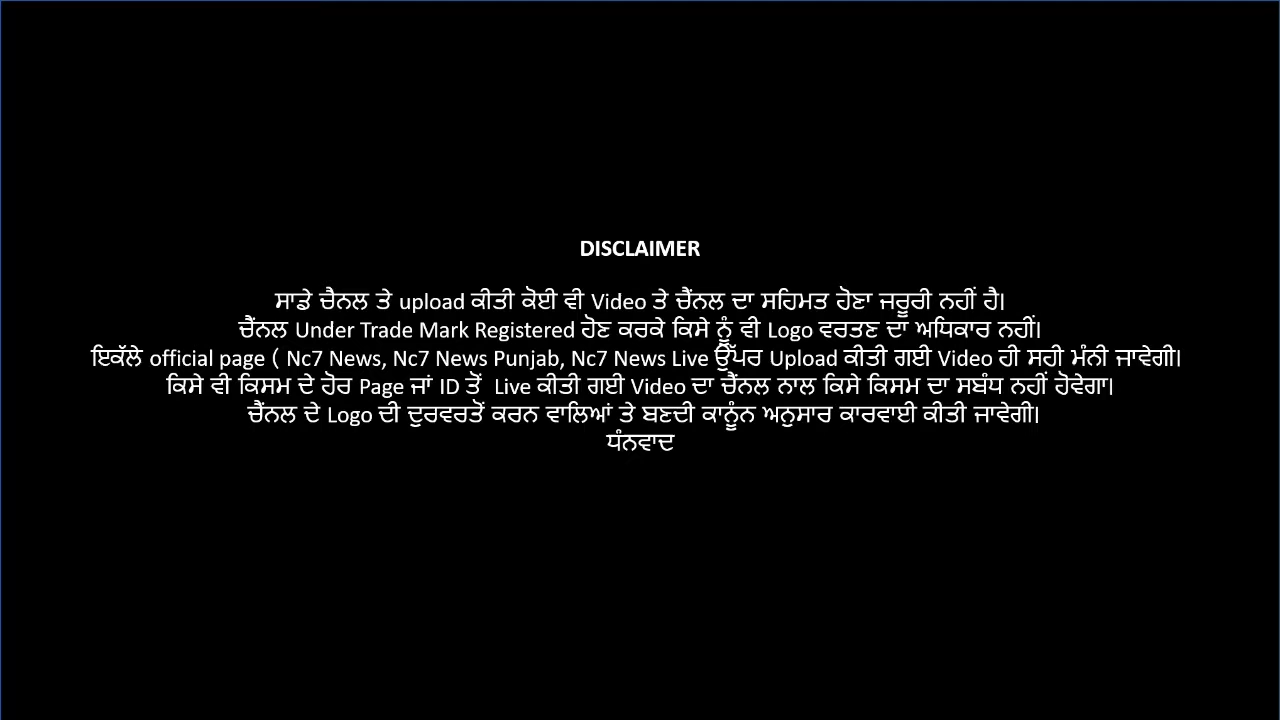 DISCLAIMER
ਸਾਡੇ ਚੈਨਲ ਤੇ upload ਕੀਤੀ ਕੋਈ ਵੀ Video ਤੇ ਚੈਂਨਲ ਦਾ ਸਹਿਮਤ ਹੋਣਾ ਜਰੂਰੀ ਨਹੀਂ ਹੈ।
ਚੈਂਨਲ Under Trade Mark Registered ਹੋਣ ਕਰਕੇ ਕਿਸੇ ਨੂੰ ਵੀ Logo ਵਰਤਣ ਦਾ ਅਧਿਕਾਰ ਨਹੀਂ।
ਇਕੱਲੇ official page ( Nc7 News, Nc7 News Punjab, Nc7 News Live ਉੱਪਰ Upload ਕੀਤੀ ਗਈ Video ਹੀ ਸਹੀ ਮੰਨੀ ਜਾਵੇਗੀ।
ਕਿਸੇ ਵੀ ਕਿਸਮ ਦੇ ਹੋਰ Page ਜਾਂ ID ਤੋਂ  Live ਕੀਤੀ ਗਈ Video ਦਾ ਚੈਂਨਲ ਨਾਲ ਕਿਸੇ ਕਿਸਮ ਦਾ ਸਬੰਧ ਨਹੀਂ ਹੋਵੇਗਾ।
ਚੈਂਨਲ ਦੇ Logo ਦੀ ਦੁਰਵਰਤੋਂ ਕਰਨ ਵਾਲਿਆਂ ਤੇ ਬਣਦੀ ਕਾਨੂੰਨ ਅਨੁਸਾਰ ਕਾਰਵਾਈ ਕੀਤੀ ਜਾਵੇਗੀ।
ਧੰਨਵਾਦ